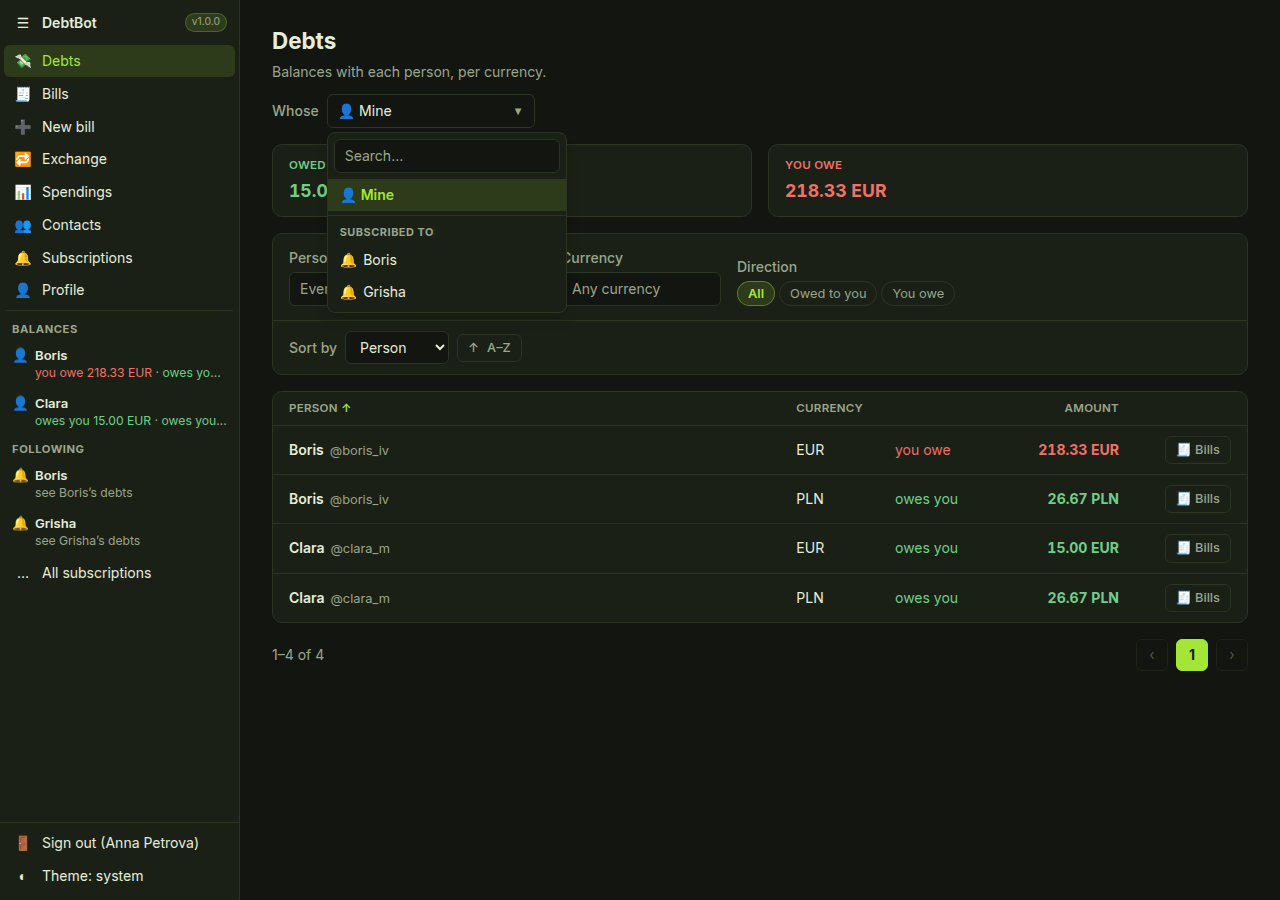 DebtBot v1.0.0
Debts
Bills
New bill
Exchange
Spendings
Contacts
Subscriptions
Profile
BALANCES
Boris
you owe 218.33 EUR · owes yo...
Clara
owes you 15.00 EUR · owes you...
FOLLOWING
Boris
see Boris's debts
Grisha
see Grisha's debts
... All subscriptions
Sign out (Anna Petrova)
Theme: system
Debts
Balances with each person, per currency.
Whose Mine
Search...
Mine
SUBSCRIBED TO
Boris
Grisha
OWED
15.0
YOU OWE
218.33 EUR
Currency
Any currency
Direction
All Owed to you You owe
Sort by Person ↑ A–Z
PERSON ↑ CURRENCY AMOUNT
Boris @boris_iv EUR you owe 218.33 EUR Bills
Boris @boris_iv PLN owes you 26.67 PLN Bills
Clara @clara_m EUR owes you 15.00 EUR Bills
Clara @clara_m PLN owes you 26.67 PLN Bills
1–4 of 4
‹ 1 ›